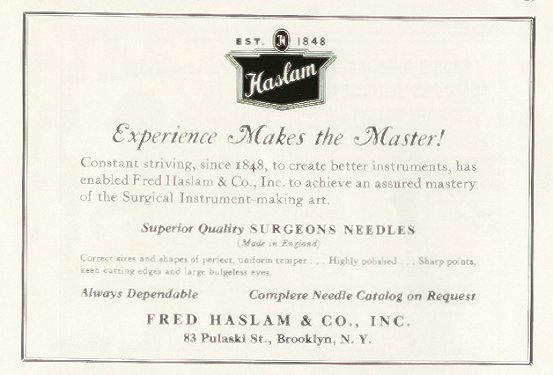 EST. H 1848
Haslam
Experience Makes the Master!
Constant striving, since 1848, to create better instruments, has
enabled Fred Haslam & Co., Inc. to achieve an assured mastery
of the Surgical Instrument-making art.
Superior Quality SURGEONS NEEDLES
(Made in England)
Correct sizes and shapes of perfect, uniform temper . . . Highly polished . . . Sharp points,
keen cutting edges and large bulgeless eyes.
Always Dependable Complete Needle Catalog on Request
FRED HASLAM & CO., INC.
83 Pulaski St., Brooklyn, N. Y.